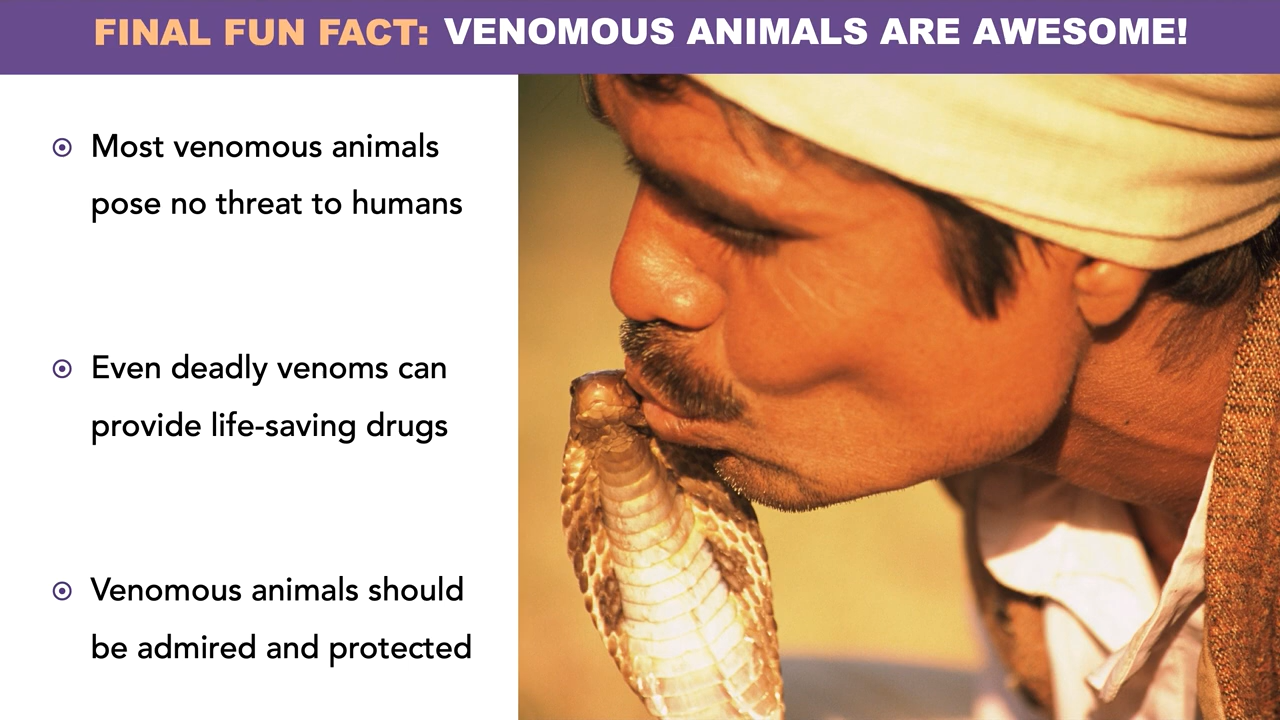 FINAL FUN FACT: VENOMOUS ANIMALS ARE AWESOME!
Most venomous animals
pose no threat to humans
Even deadly venoms can
provide life-saving drugs
Venomous animals should
be admired and protected